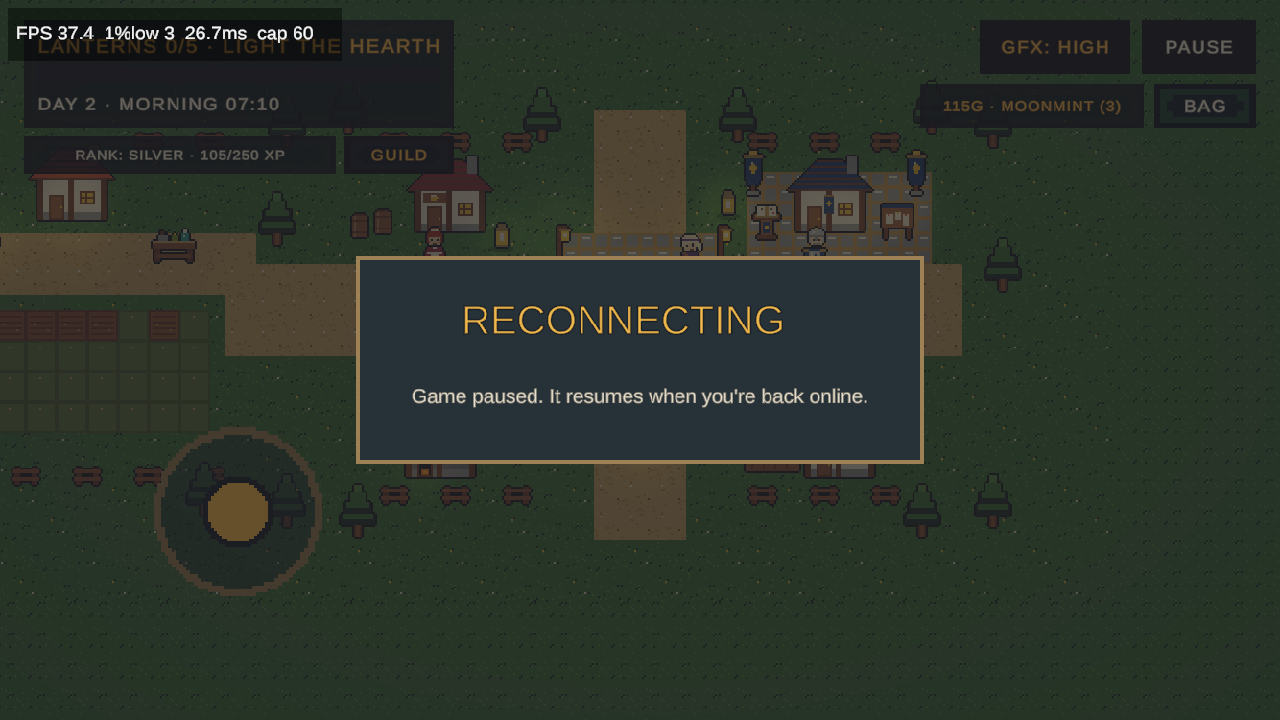 FPS 37.4 1%low 3 26.7ms cap 60
LANTERNS 0/5 · LIGHT THE HEARTH
DAY 2 · MORNING 07:10
RANK: SILVER · 105/250 XP
GUILD
GFX: HIGH
PAUSE
115G · MOONMINT (3)
BAG
RECONNECTING
Game paused. It resumes when you're back online.